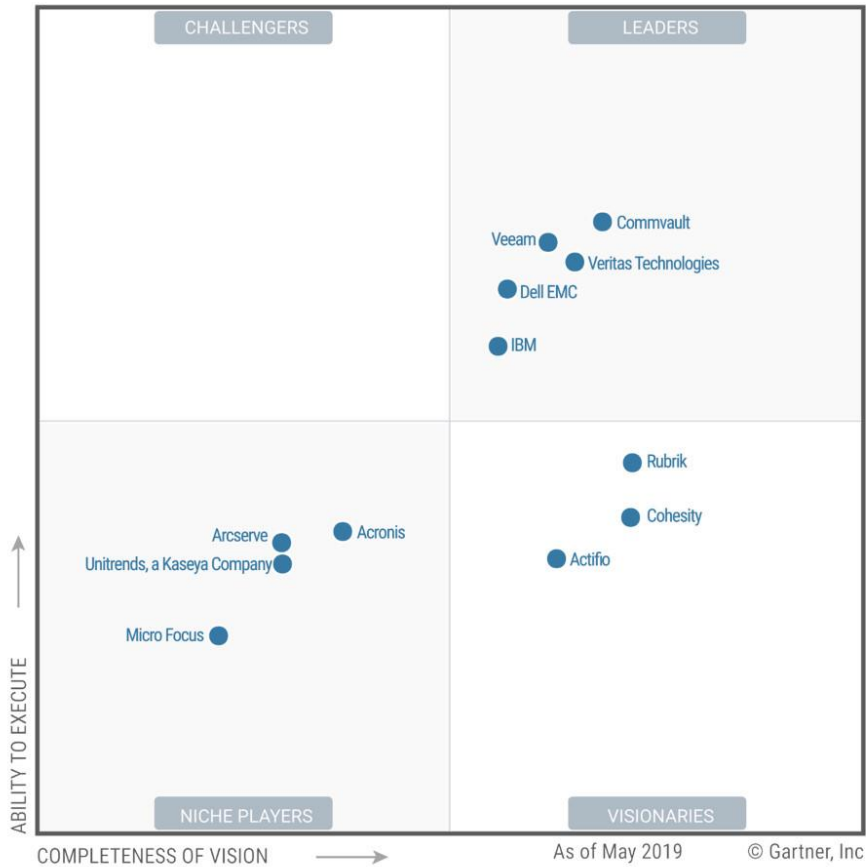 CHALLENGERS
LEADERS
Commvault
Veeam
Veritas Technologies
Dell EMC
IBM
Rubrik
Cohesity
Acronis
Arcserve
Actifio
Unitrends, a Kaseya Company
Micro Focus
ABILITY TO EXECUTE
NICHE PLAYERS
VISIONARIES
COMPLETENESS OF VISION
As of May 2019
© Gartner, Inc